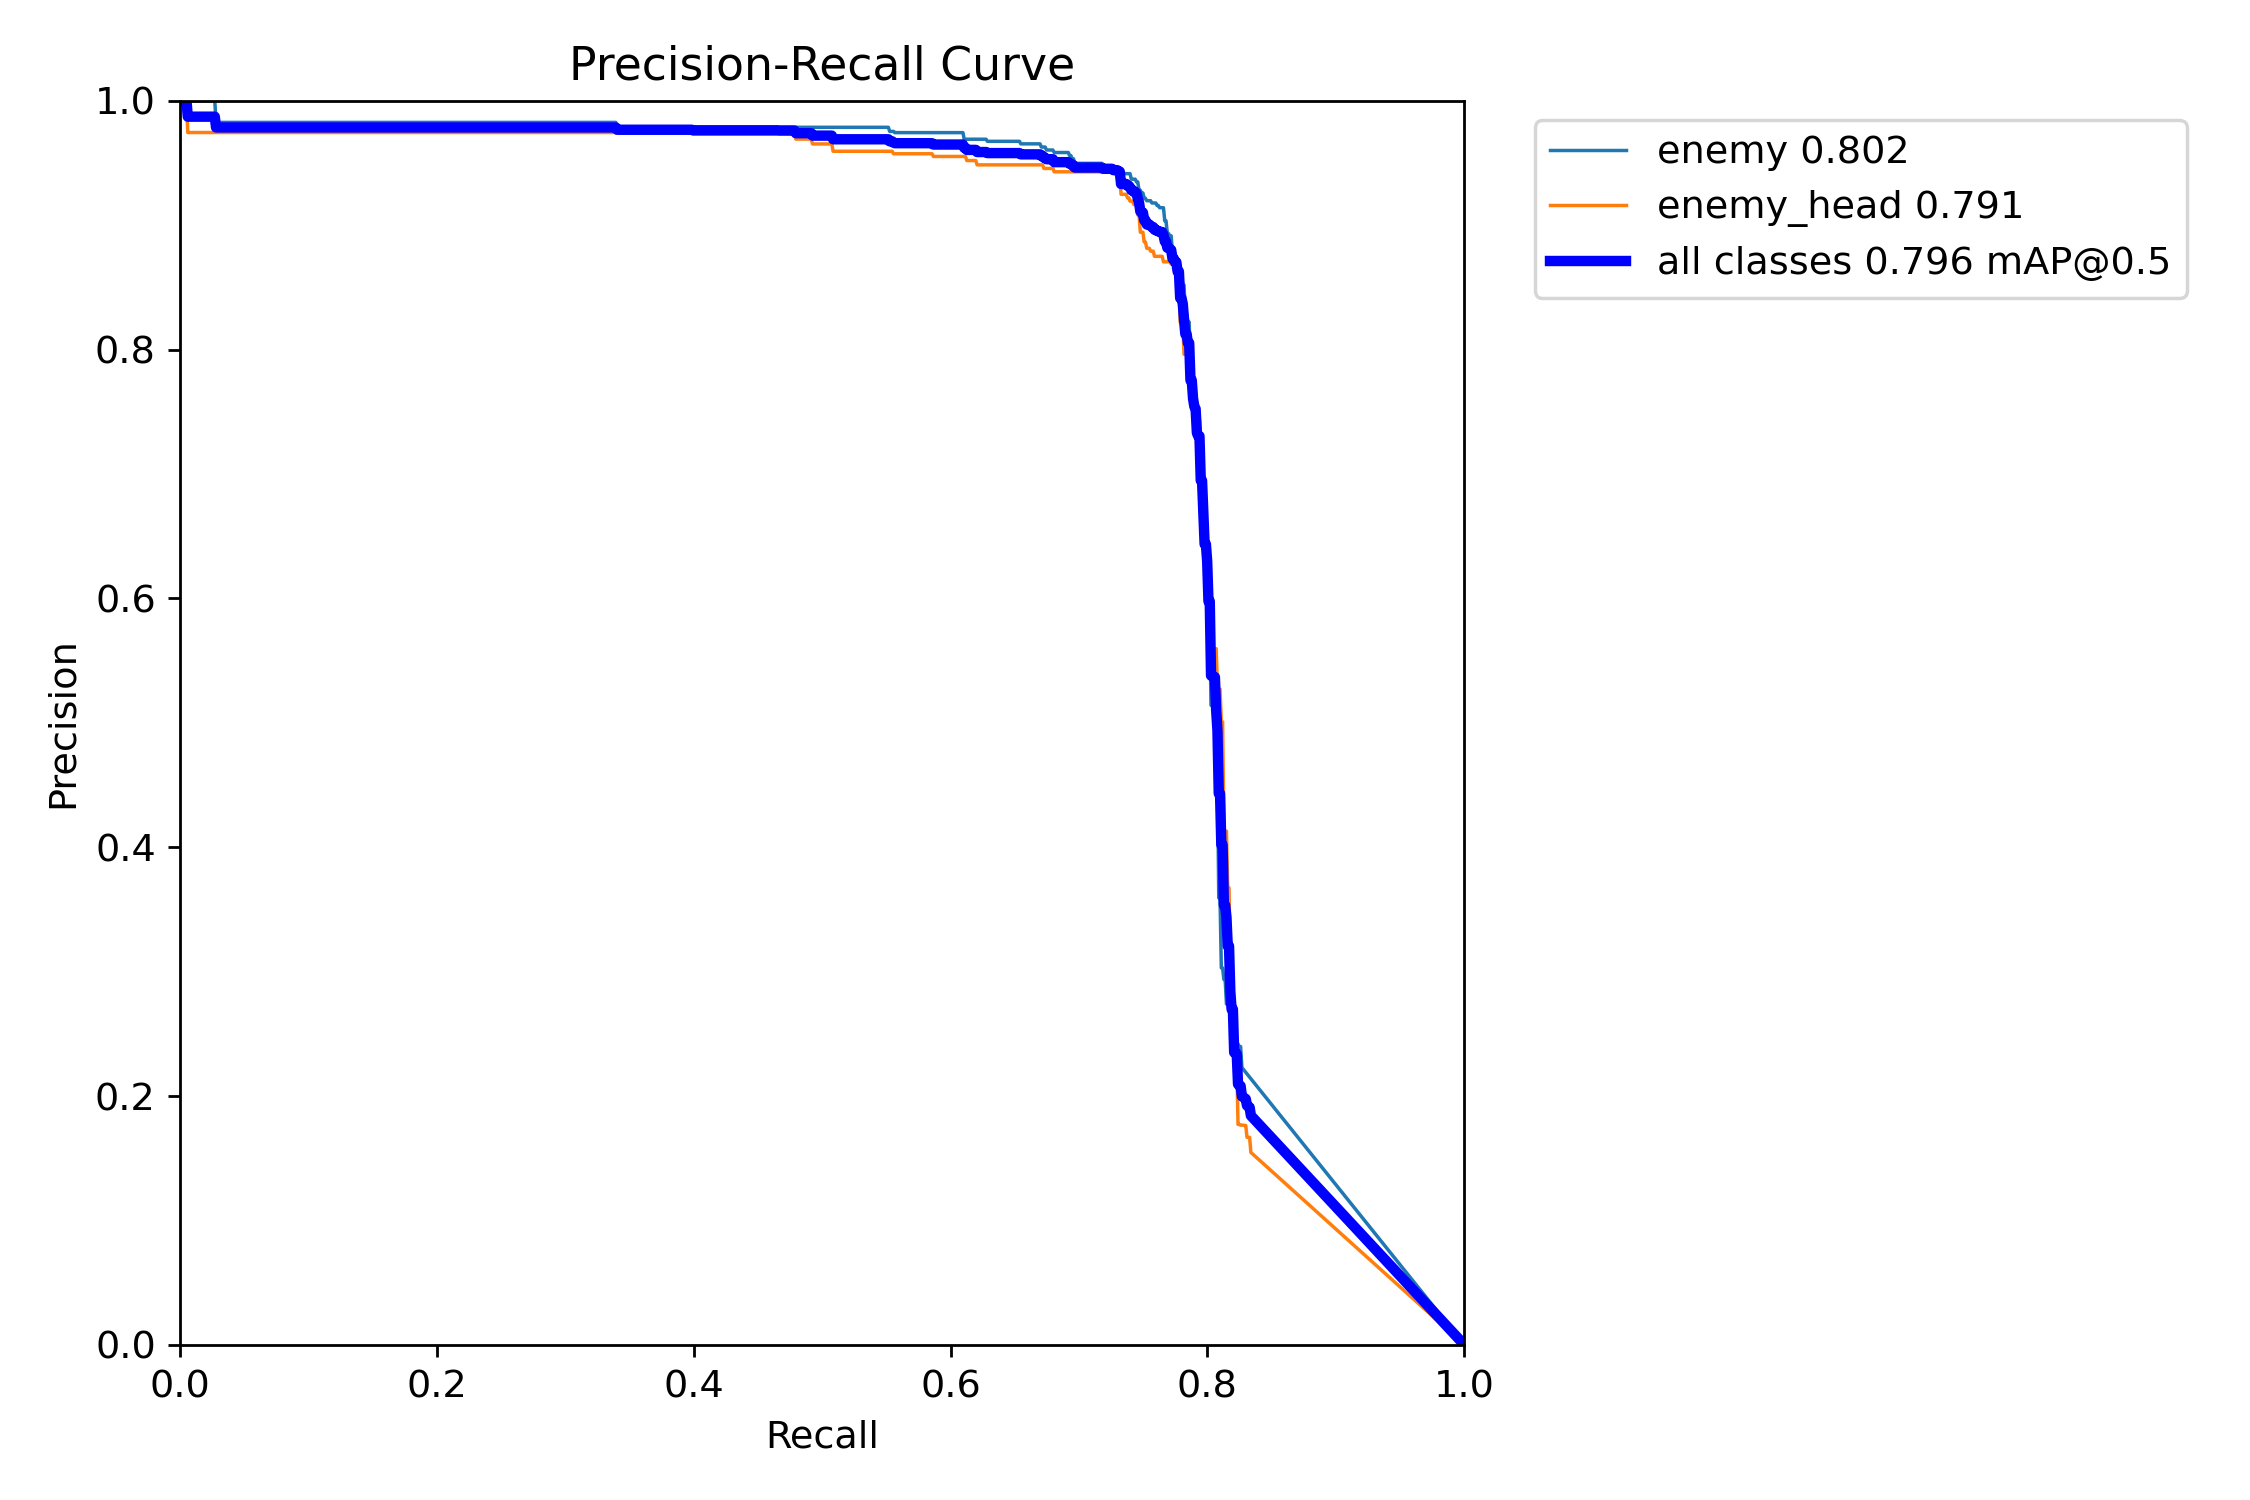 Precision-Recall Curve
1.0
0.8
0.6
0.4
0.2
0.0
Precision
0.0 0.2 0.4 0.6 0.8 1.0
Recall
enemy 0.802
enemy_head 0.791
all classes 0.796 mAP@0.5